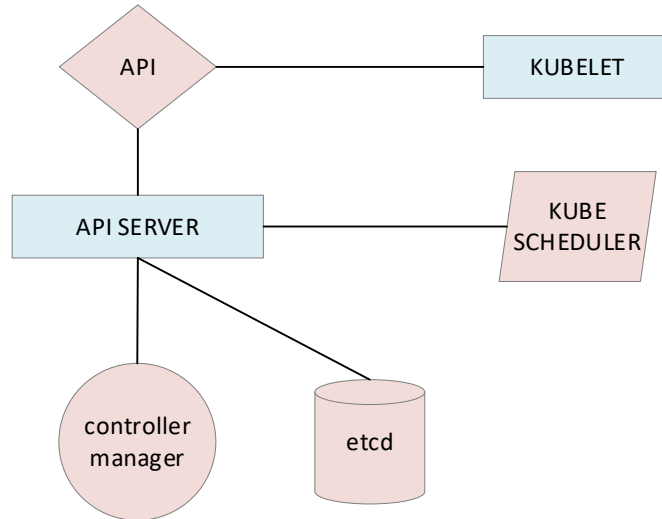 API
KUBELET
API SERVER
KUBE
SCHEDULER
controller
manager
etcd